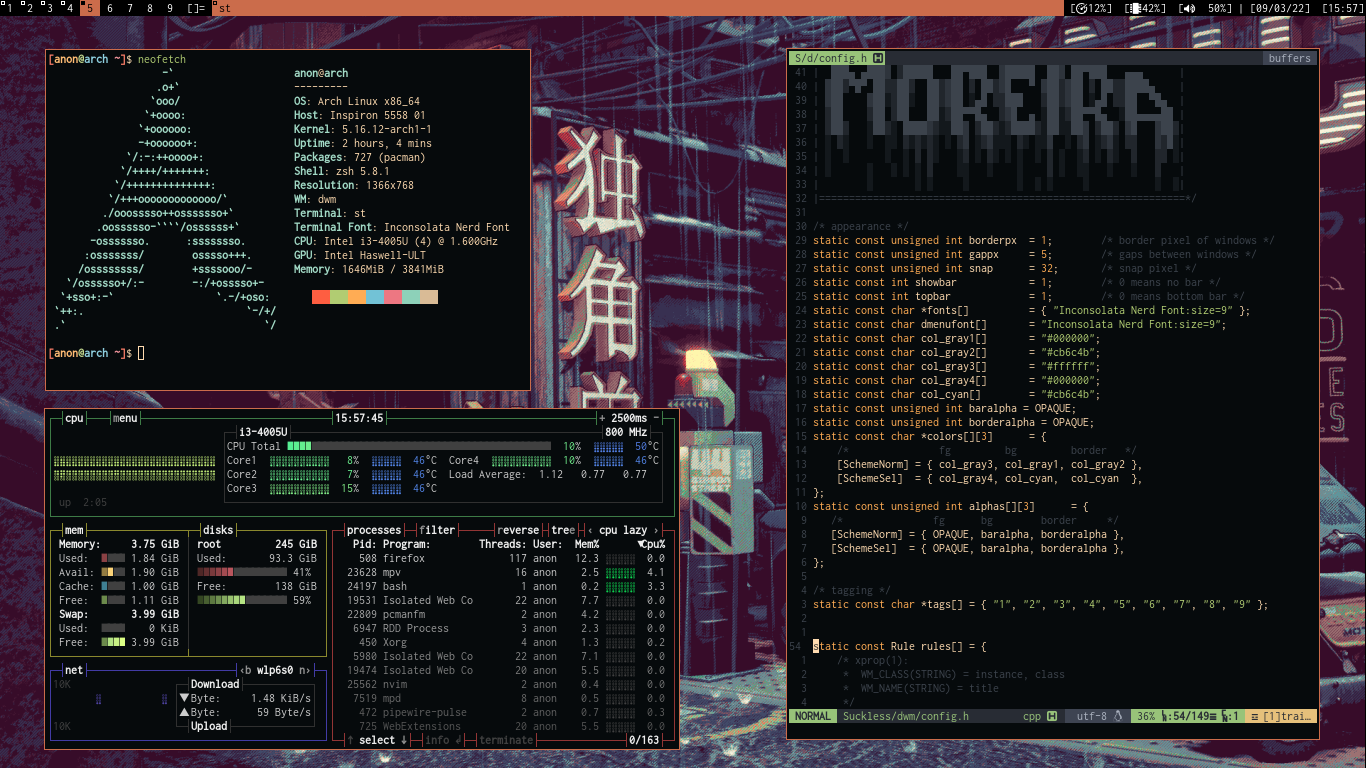 1 2 3 4 5 6 7 8 9 []= st
[12%] [42%] [50%] | [09/03/22] [15:57]
[anon@arch ~]$ neofetch
-`
.o+`
`ooo/
`+oooo:
`+oooooo:
-+oooooo+:
`/:-:++oooo+:
`/++++/+++++++:
`/++++++++++++++:
`/+++ooooooooooooo/`
./ooosssso++osssssso+`
.oossssso-````/ossssss+`
-osssssso. :ssssssso.
:osssssss/ osssso+++.
/ossssssss/ +ssssooo/-
`/ossssso+/:- -:/+osssso+-
`+sso+:-` `.-/+oso:
`++:. `-/+/
.` `/
anon@arch
---------
OS: Arch Linux x86_64
Host: Inspiron 5558 01
Kernel: 5.16.12-arch1-1
Uptime: 2 hours, 4 mins
Packages: 727 (pacman)
Shell: zsh 5.8.1
Resolution: 1366x768
WM: dwm
Terminal: st
Terminal Font: Inconsolata Nerd Font
CPU: Intel i3-4005U (4) @ 1.600GHz
GPU: Intel Haswell-ULT
Memory: 1646MiB / 3841MiB
[anon@arch ~]$
独
角
cpu menu 15:57:45 + 2500ms -
i3-4005U 800 MHz
CPU Total 10% 50°C
Core1 8% 46°C Core4 10% 46°C
Core2 7% 46°C Load Average: 1.12 0.77 0.77
Core3 15% 46°C
up 2:05
mem
Memory: 3.75 GiB
Used: 1.84 GiB
Avail: 1.90 GiB
Cache: 1.00 GiB
Free: 1.11 GiB
Swap: 3.99 GiB
Used: 0 KiB
Free: 3.99 GiB
disks
root 245 GiB
Used: 93.3 GiB
41%
Free: 138 GiB
59%
net ‹b wlp6s0 n›
10K
Download
▼Byte: 1.48 KiB/s
▲Byte: 59 Byte/s
Upload
10K
processes filter reverse tree ‹ cpu lazy ›
Pid: Program: Threads: User: Mem% ▼Cpu%
508 firefox 117 anon 12.3 0.0
23628 mpv 16 anon 2.5 4.1
24197 bash 1 anon 0.2 3.3
19531 Isolated Web Co 22 anon 7.7 0.0
22809 pcmanfm 2 anon 4.2 0.0
6947 RDD Process 3 anon 2.3 0.0
450 Xorg 4 anon 1.3 0.2
5980 Isolated Web Co 22 anon 7.1 0.0
19474 Isolated Web Co 20 anon 5.5 0.0
25562 nvim 2 anon 0.4 0.0
7519 mpd 8 anon 0.5 0.0
472 pipewire-pulse 2 anon 0.7 0.3
725 WebExtensions 20 anon 5.5 0.0
↑ select ↓ info ↲ terminate 0/163
S/d/config.h buffers
MOREIRA
41 |
40
39
38
37
36
35
34
33
32 |=============================================================*/
31
30 /* appearance */
29 static const unsigned int borderpx = 1; /* border pixel of windows */
28 static const unsigned int gappx = 5; /* gaps between windows */
27 static const unsigned int snap = 32; /* snap pixel */
26 static const int showbar = 1; /* 0 means no bar */
25 static const int topbar = 1; /* 0 means bottom bar */
24 static const char *fonts[] = { "Inconsolata Nerd Font:size=9" };
23 static const char dmenufont[] = "Inconsolata Nerd Font:size=9";
22 static const char col_gray1[] = "#000000";
21 static const char col_gray2[] = "#cb6c4b";
20 static const char col_gray3[] = "#ffffff";
19 static const char col_gray4[] = "#000000";
18 static const char col_cyan[] = "#cb6c4b";
17 static const unsigned int baralpha = OPAQUE;
16 static const unsigned int borderalpha = OPAQUE;
15 static const char *colors[][3] = {
14 /* fg bg border */
13 [SchemeNorm] = { col_gray3, col_gray1, col_gray2 },
12 [SchemeSel] = { col_gray4, col_cyan, col_cyan },
11 };
10 static const unsigned int alphas[][3] = {
9 /* fg bg border */
8 [SchemeNorm] = { OPAQUE, baralpha, borderalpha },
7 [SchemeSel] = { OPAQUE, baralpha, borderalpha },
6 };
5
4 /* tagging */
3 static const char *tags[] = { "1", "2", "3", "4", "5", "6", "7", "8", "9" };
2
1
54 static const Rule rules[] = {
1 /* xprop(1):
2 * WM_CLASS(STRING) = instance, class
3 * WM_NAME(STRING) = title
4 */
NORMAL Suckless/dwm/config.h cpp utf-8 36% :54/149 :1 [1]trai…